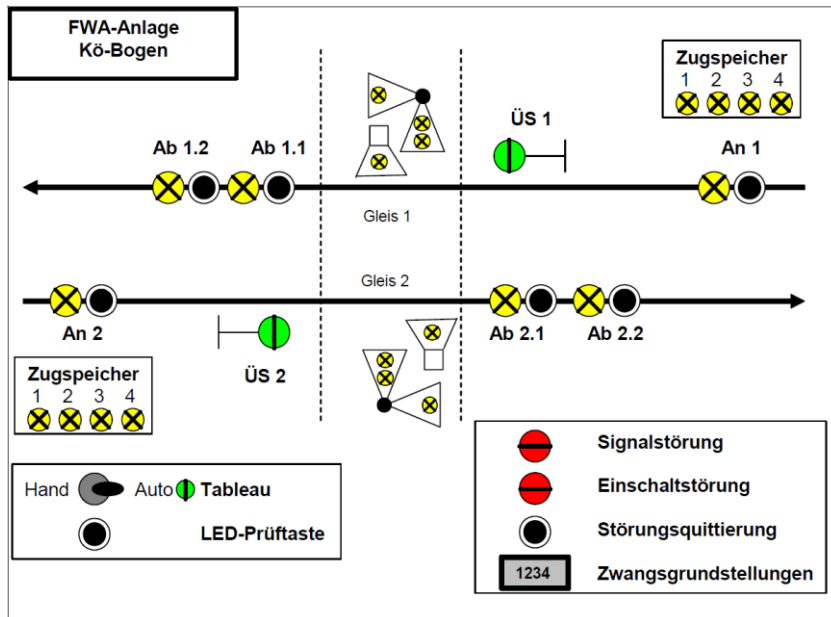 FWA-Anlage
Kö-Bogen
Zugspeicher
1 2 3 4
ÜS 1
Ab 1.2 Ab 1.1
An 1
Gleis 1
Gleis 2
An 2
Ab 2.1 Ab 2.2
ÜS 2
Zugspeicher
1 2 3 4
Hand Auto Tableau
LED-Prüftaste
Signalstörung
Einschaltstörung
Störungsquittierung
1234 Zwangsgrundstellungen